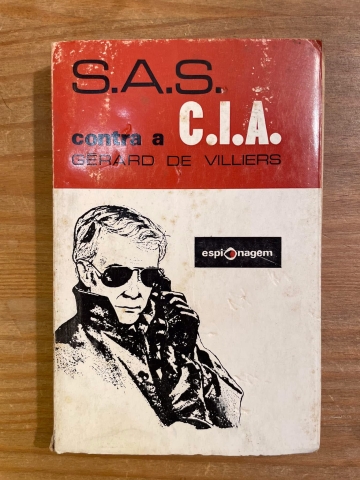 S.A.S.
contra a C.I.A.
GÉRARD DE VILLIERS
espionagem